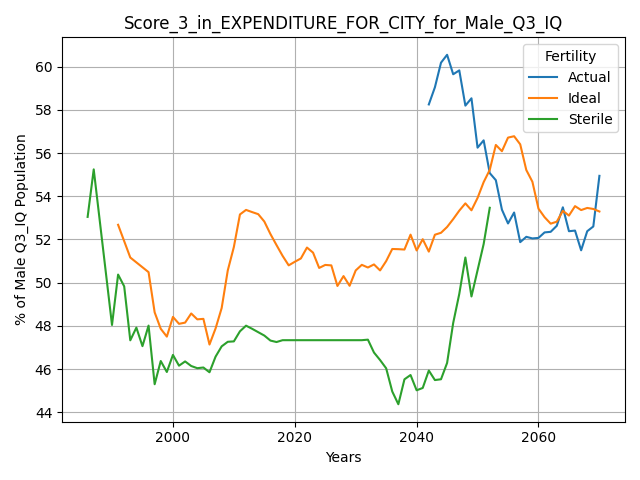 Score_3_in_EXPENDITURE_FOR_CITY_for_Male_Q3_IQ
% of Male Q3_IQ Population
60
58
56
54
52
50
48
46
44
Fertility
Actual
Ideal
Sterile
2000
2020
2040
2060
Years